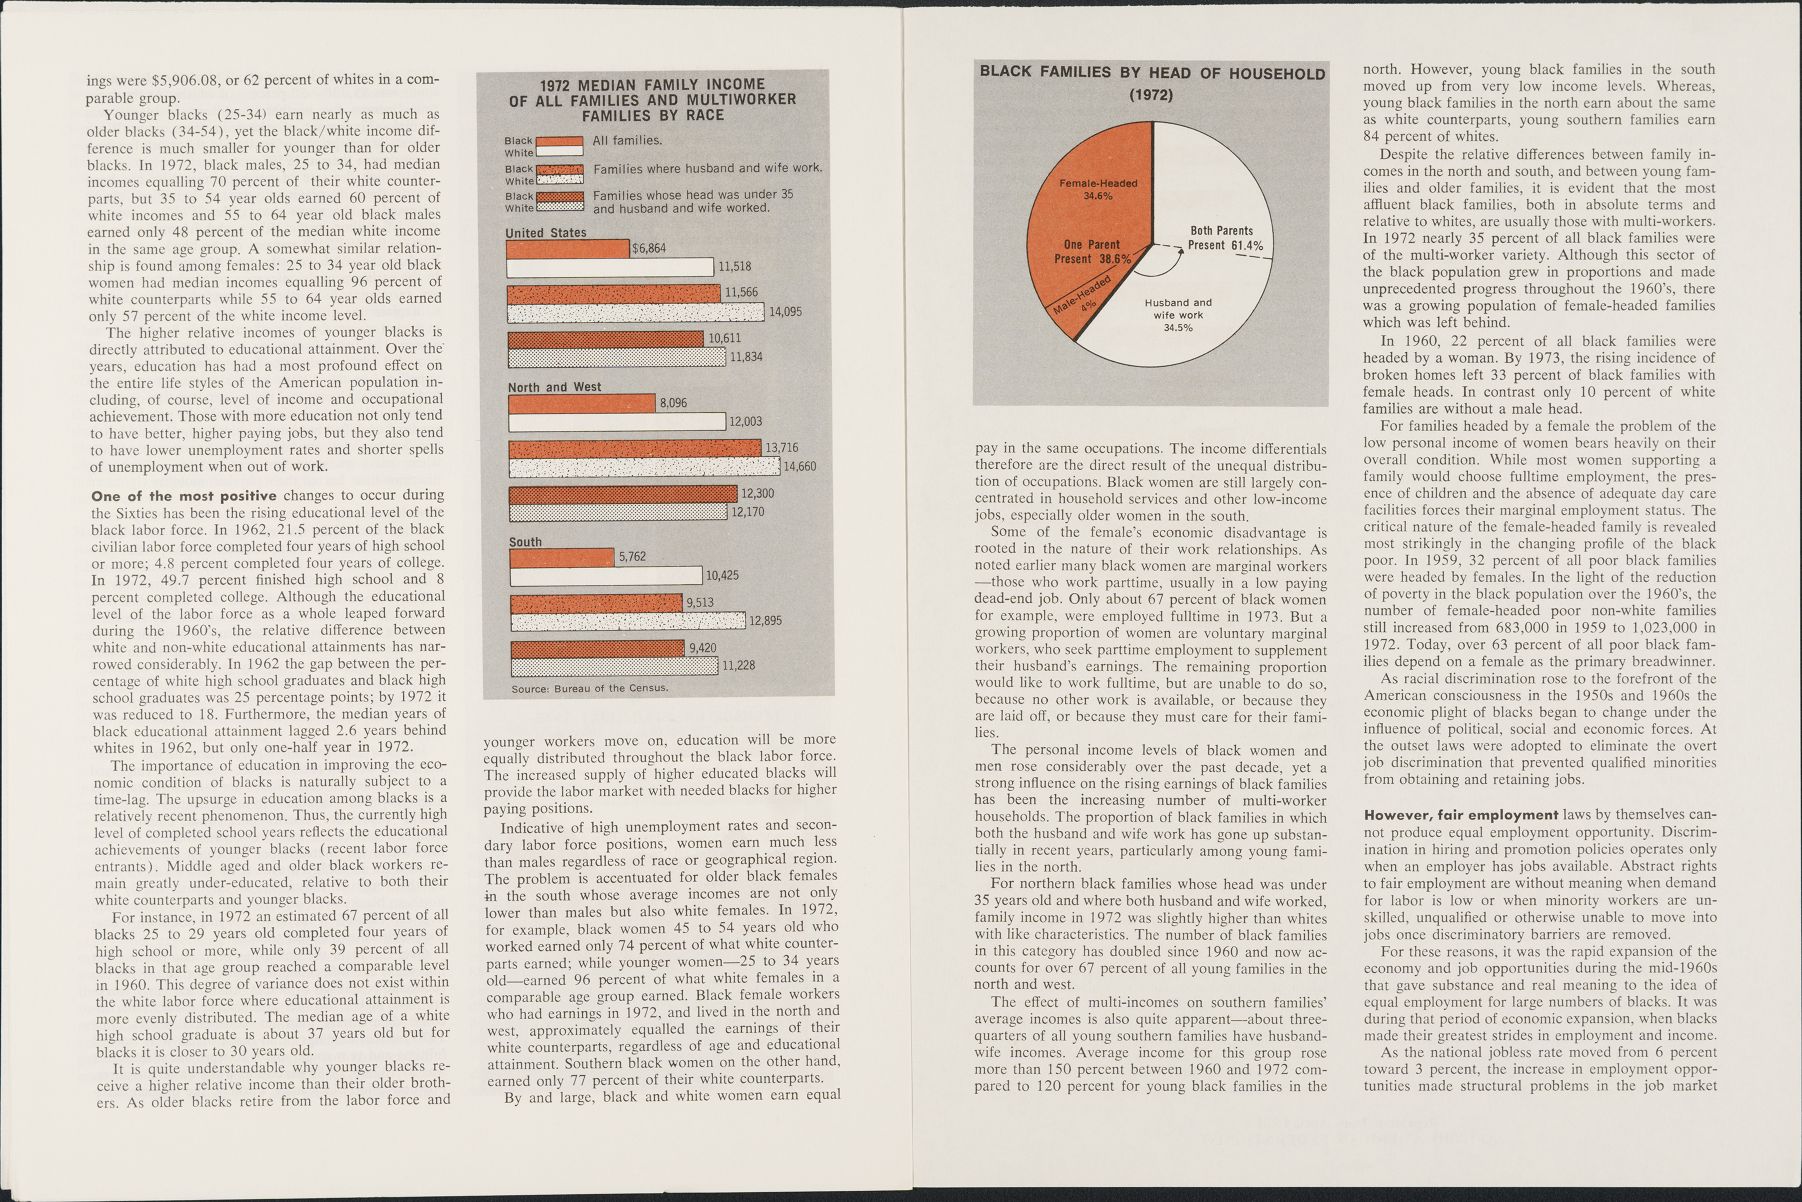 ings were $5,906.08, or 62 percent of whites in a com-
parable group.
Younger blacks (25-34) earn nearly as much as
older blacks (34-54), yet the black/white income dif-
ference is much smaller for younger than for older
blacks. In 1972, black males, 25 to 34, had median
incomes equalling 70 percent of their white counter-
parts, but 35 to 54 year olds earned 60 percent of
white incomes and 55 to 64 year old black males
earned only 48 percent of the median white income
in the same age group. A somewhat similar relation-
ship is found among females: 25 to 34 year old black
women had median incomes equalling 96 percent of
white counterparts while 55 to 64 year olds earned
only 57 percent of the white income level.
The higher relative incomes of younger blacks is
directly attributed to educational attainment. Over the
years, education has had a most profound effect on
the entire life styles of the American population in-
cluding, of course, level of income and occupational
achievement. Those with more education not only tend
to have better, higher paying jobs, but they also tend
to have lower unemployment rates and shorter spells
of unemployment when out of work.
One of the most positive changes to occur during
the Sixties has been the rising educational level of the
black labor force. In 1962, 21.5 percent of the black
civilian labor force completed four years of high school
or more; 4.8 percent completed four years of college.
In 1972, 49.7 percent finished high school and 8
percent completed college. Although the educational
level of the labor force as a whole leaped forward
during the 1960's, the relative difference between
white and non-white educational attainments has nar-
rowed considerably. In 1962 the gap between the per-
centage of white high school graduates and black high
school graduates was 25 percentage points; by 1972 it
was reduced to 18. Furthermore, the median years of
black educational attainment lagged 2.6 years behind
whites in 1962, but only one-half year in 1972.
The importance of education in improving the eco-
nomic condition of blacks is naturally subject to a
time-lag. The upsurge in education among blacks is a
relatively recent phenomenon. Thus, the currently high
level of completed school years reflects the educational
achievements of younger blacks (recent labor force
entrants). Middle aged and older black workers re-
main greatly under-educated, relative to both their
white counterparts and younger blacks.
For instance, in 1972 an estimated 67 percent of all
blacks 25 to 29 years old completed four years of
high school or more, while only 39 percent of all
blacks in that age group reached a comparable level
in 1960. This degree of variance does not exist within
the white labor force where educational attainment is
more evenly distributed. The median age of a white
high school graduate is about 37 years old but for
blacks it is closer to 30 years old.
It is quite understandable why younger blacks re-
ceive a higher relative income than their older broth-
ers. As older blacks retire from the labor force and
1972 MEDIAN FAMILY INCOME
OF ALL FAMILIES AND MULTIWORKER
FAMILIES BY RACE
Black
White
All families.
Black
White
Families where husband and wife work.
Black
White
Families whose head was under 35
and husband and wife worked.
United States
$6,864
11,518
11,566
14,095
10,611
11,834
North and West
8,096
12,003
13,716
14,660
12,300
12,170
South
5,762
10,425
9,513
12,895
9,420
11,228
Source: Bureau of the Census.
younger workers move on, education will be more
equally distributed throughout the black labor force.
The increased supply of higher educated blacks will
provide the labor market with needed blacks for higher
paying positions.
Indicative of high unemployment rates and secon-
dary labor force positions, women earn much less
than males regardless of race or geographical region.
The problem is accentuated for older black females
in the south whose average incomes are not only
lower than males but also white females. In 1972,
for example, black women 45 to 54 years old who
worked earned only 74 percent of what white counter-
parts earned; while younger women—25 to 34 years
old—earned 96 percent of what white females in a
comparable age group earned. Black female workers
who had earnings in 1972, and lived in the north and
west, approximately equalled the earnings of their
white counterparts, regardless of age and educational
attainment. Southern black women on the other hand,
earned only 77 percent of their white counterparts.
By and large, black and white women earn equal
BLACK FAMILIES BY HEAD OF HOUSEHOLD
(1972)
Female-Headed
34.6%
One Parent
Present 38.6%
Male-Headed
4%
Both Parents
Present 61.4%
Husband and
wife work
34.5%
pay in the same occupations. The income differentials
therefore are the direct result of the unequal distribu-
tion of occupations. Black women are still largely con-
centrated in household services and other low-income
jobs, especially older women in the south.
Some of the female's economic disadvantage is
rooted in the nature of their work relationships. As
noted earlier many black women are marginal workers
—those who work parttime, usually in a low paying
dead-end job. Only about 67 percent of black women
for example, were employed fulltime in 1973. But a
growing proportion of women are voluntary marginal
workers, who seek parttime employment to supplement
their husband's earnings. The remaining proportion
would like to work fulltime, but are unable to do so,
because no other work is available, or because they
are laid off, or because they must care for their fami-
lies.
The personal income levels of black women and
men rose considerably over the past decade, yet a
strong influence on the rising earnings of black families
has been the increasing number of multi-worker
households. The proportion of black families in which
both the husband and wife work has gone up substan-
tially in recent years, particularly among young fami-
lies in the north.
For northern black families whose head was under
35 years old and where both husband and wife worked,
family income in 1972 was slightly higher than whites
with like characteristics. The number of black families
in this category has doubled since 1960 and now ac-
counts for over 67 percent of all young families in the
north and west.
The effect of multi-incomes on southern families'
average incomes is also quite apparent—about three-
quarters of all young southern families have husband-
wife incomes. Average income for this group rose
more than 150 percent between 1960 and 1972 com-
pared to 120 percent for young black families in the
north. However, young black families in the south
moved up from very low income levels. Whereas,
young black families in the north earn about the same
as white counterparts, young southern families earn
84 percent of whites.
Despite the relative differences between family in-
comes in the north and south, and between young fam-
ilies and older families, it is evident that the most
affluent black families, both in absolute terms and
relative to whites, are usually those with multi-workers.
In 1972 nearly 35 percent of all black families were
of the multi-worker variety. Although this sector of
the black population grew in proportions and made
unprecedented progress throughout the 1960's, there
was a growing population of female-headed families
which was left behind.
In 1960, 22 percent of all black families were
headed by a woman. By 1973, the rising incidence of
broken homes left 33 percent of black families with
female heads. In contrast only 10 percent of white
families are without a male head.
For families headed by a female the problem of the
low personal income of women bears heavily on their
overall condition. While most women supporting a
family would choose fulltime employment, the pres-
ence of children and the absence of adequate day care
facilities forces their marginal employment status. The
critical nature of the female-headed family is revealed
most strikingly in the changing profile of the black
poor. In 1959, 32 percent of all poor black families
were headed by females. In the light of the reduction
of poverty in the black population over the 1960's, the
number of female-headed poor non-white families
still increased from 683,000 in 1959 to 1,023,000 in
1972. Today, over 63 percent of all poor black fam-
ilies depend on a female as the primary breadwinner.
As racial discrimination rose to the forefront of the
American consciousness in the 1950s and 1960s the
economic plight of blacks began to change under the
influence of political, social and economic forces. At
the outset laws were adopted to eliminate the overt
job discrimination that prevented qualified minorities
from obtaining and retaining jobs.
However, fair employment laws by themselves can-
not produce equal employment opportunity. Discrim-
ination in hiring and promotion policies operates only
when an employer has jobs available. Abstract rights
to fair employment are without meaning when demand
for labor is low or when minority workers are un-
skilled, unqualified or otherwise unable to move into
jobs once discriminatory barriers are removed.
For these reasons, it was the rapid expansion of the
economy and job opportunities during the mid-1960s
that gave substance and real meaning to the idea of
equal employment for large numbers of blacks. It was
during that period of economic expansion, when blacks
made their greatest strides in employment and income.
As the national jobless rate moved from 6 percent
toward 3 percent, the increase in employment oppor-
tunities made structural problems in the job market